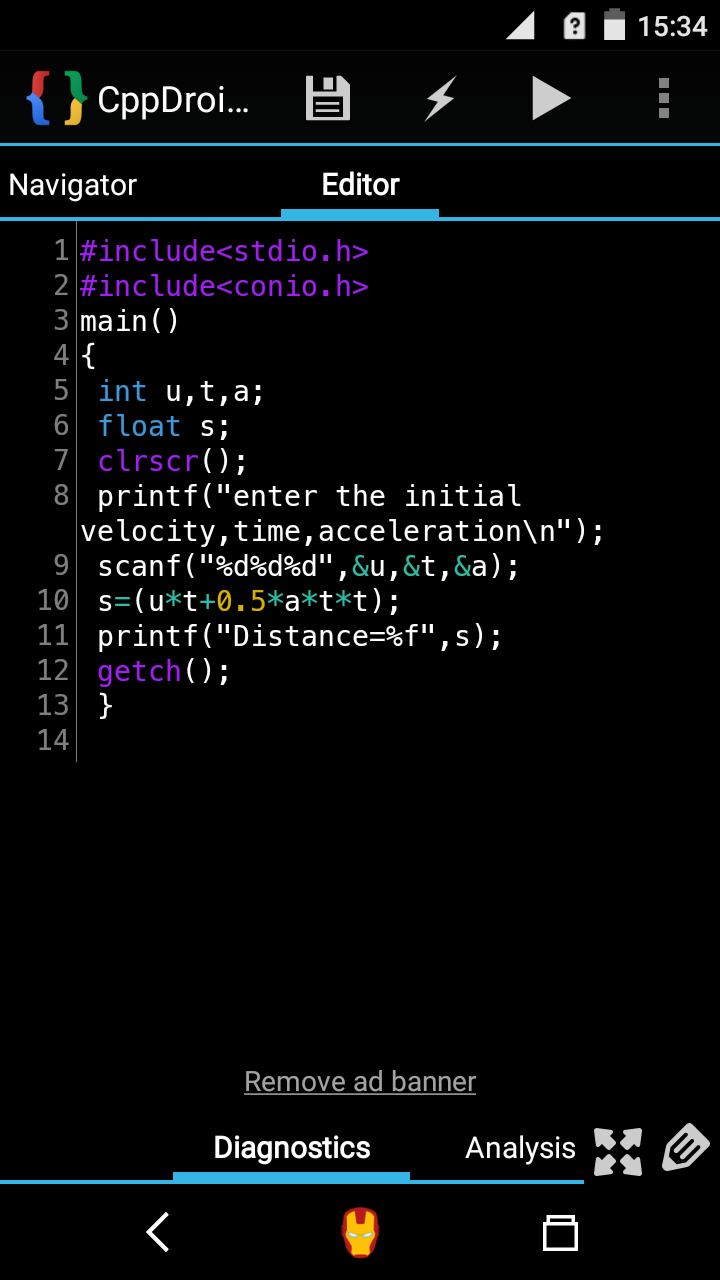 15:34
CppDroi...
Navigator
Editor
1 #include<stdio.h>
2 #include<conio.h>
3 main()
4 {
5 int u,t,a;
6 float s;
7 clrscr();
8 printf("enter the initial
velocity,time,acceleration\n");
9 scanf("%d%d%d",&u,&t,&a);
10 s=(u*t+0.5*a*t*t);
11 printf("Distance=%f",s);
12 getch();
13 }
14
Remove ad banner
Diagnostics
Analysis